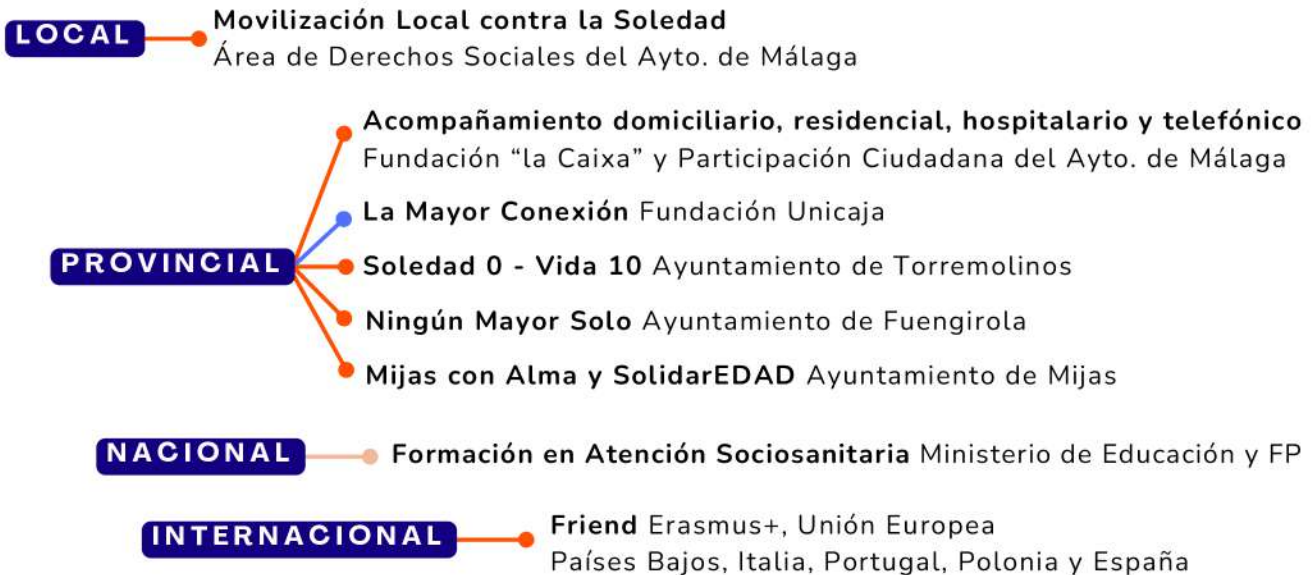 LOCAL
Movilización Local contra la Soledad
Área de Derechos Sociales del Ayto. de Málaga
PROVINCIAL
Acompañamiento domiciliario, residencial, hospitalario y telefónico
Fundación “la Caixa” y Participación Ciudadana del Ayto. de Málaga
La Mayor Conexión Fundación Unicaja
Soledad 0 - Vida 10 Ayuntamiento de Torremolinos
Ningún Mayor Solo Ayuntamiento de Fuengirola
Mijas con Alma y SolidarEDAD Ayuntamiento de Mijas
NACIONAL
Formación en Atención Sociosanitaria Ministerio de Educación y FP
INTERNACIONAL
Friend Erasmus+, Unión Europea
Países Bajos, Italia, Portugal, Polonia y España